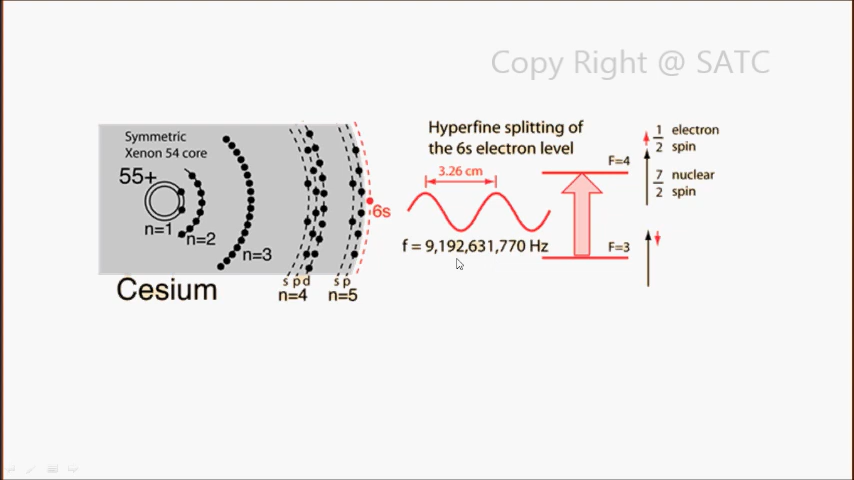 Copy Right @ SATC
Symmetric
Xenon 54 core
55+
n=1
n=2
n=3
6s
s p d
n=4
s p
n=5
Cesium
Hyperfine splitting of
the 6s electron level
3.26 cm
f = 9,192,631,770 Hz
F=4
F=3
1/2 electron
spin
7/2 nuclear
spin